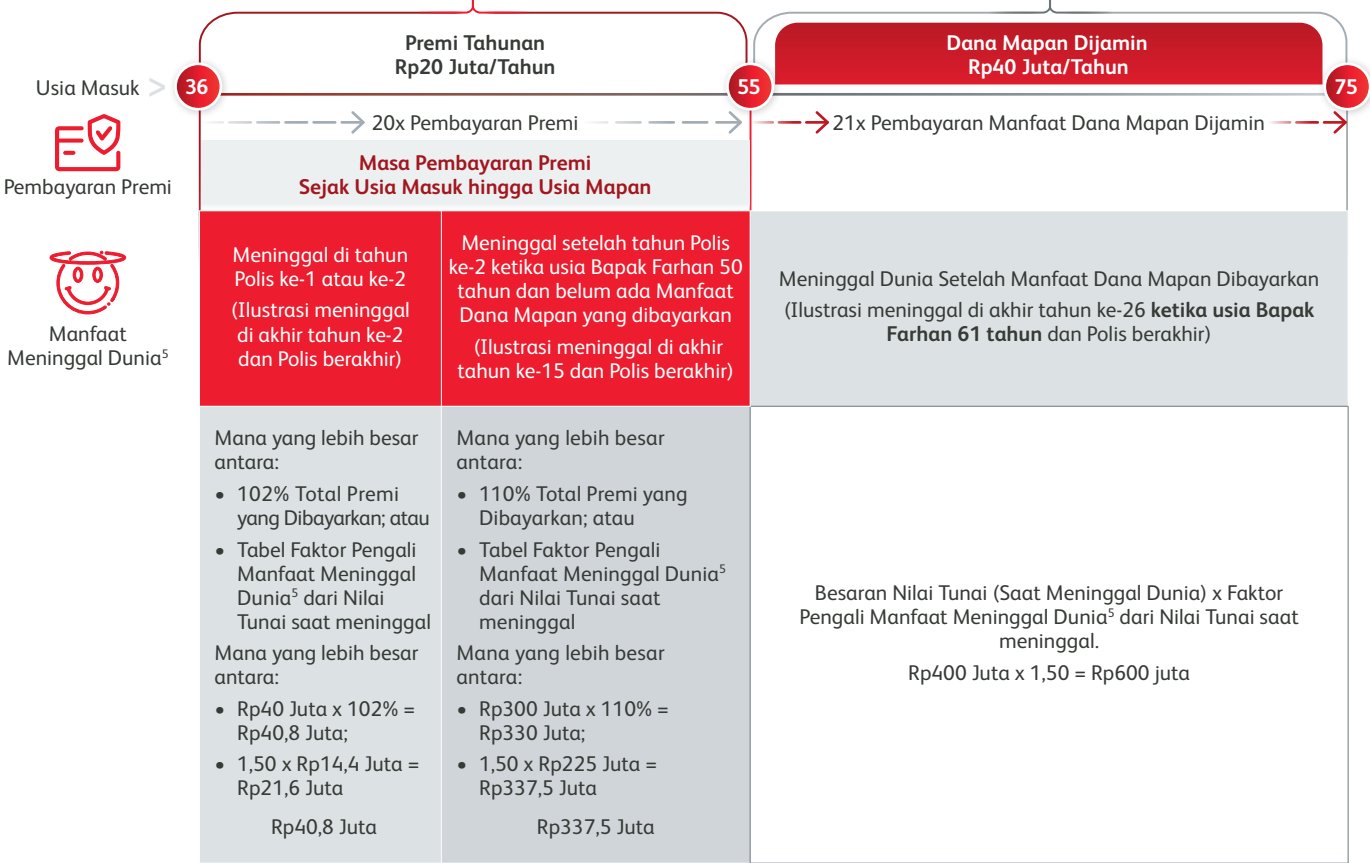 Premi Tahunan
Rp20 Juta/Tahun
Dana Mapan Dijamin
Rp40 Juta/Tahun
Usia Masuk >
36
55
75
20x Pembayaran Premi
21x Pembayaran Manfaat Dana Mapan Dijamin
Pembayaran Premi
Masa Pembayaran Premi
Sejak Usia Masuk hingga Usia Mapan
Manfaat
Meninggal Dunia⁵
Meninggal di tahun
Polis ke-1 atau ke-2
(Ilustrasi meninggal
di akhir tahun ke-2
dan Polis berakhir)
Meninggal setelah tahun Polis
ke-2 ketika usia Bapak Farhan 50
tahun dan belum ada Manfaat
Dana Mapan yang dibayarkan
(Ilustrasi meninggal di akhir
tahun ke-15 dan Polis berakhir)
Meninggal Dunia Setelah Manfaat Dana Mapan Dibayarkan
(Ilustrasi meninggal di akhir tahun ke-26 ketika usia Bapak
Farhan 61 tahun dan Polis berakhir)
Mana yang lebih besar
antara:
• 102% Total Premi
yang Dibayarkan; atau
• Tabel Faktor Pengali
Manfaat Meninggal
Dunia⁵ dari Nilai
Tunai saat meninggal
Mana yang lebih besar
antara:
• Rp40 Juta x 102% =
Rp40,8 Juta;
• 1,50 x Rp14,4 Juta =
Rp21,6 Juta
Rp40,8 Juta
Mana yang lebih besar
antara:
• 110% Total Premi yang
Dibayarkan; atau
• Tabel Faktor Pengali
Manfaat Meninggal Dunia⁵
dari Nilai Tunai saat
meninggal
Mana yang lebih besar
antara:
• Rp300 Juta x 110% =
Rp330 Juta;
• 1,50 x Rp225 Juta =
Rp337,5 Juta
Rp337,5 Juta
Besaran Nilai Tunai (Saat Meninggal Dunia) x Faktor
Pengali Manfaat Meninggal Dunia⁵ dari Nilai Tunai saat
meninggal.
Rp400 Juta x 1,50 = Rp600 juta